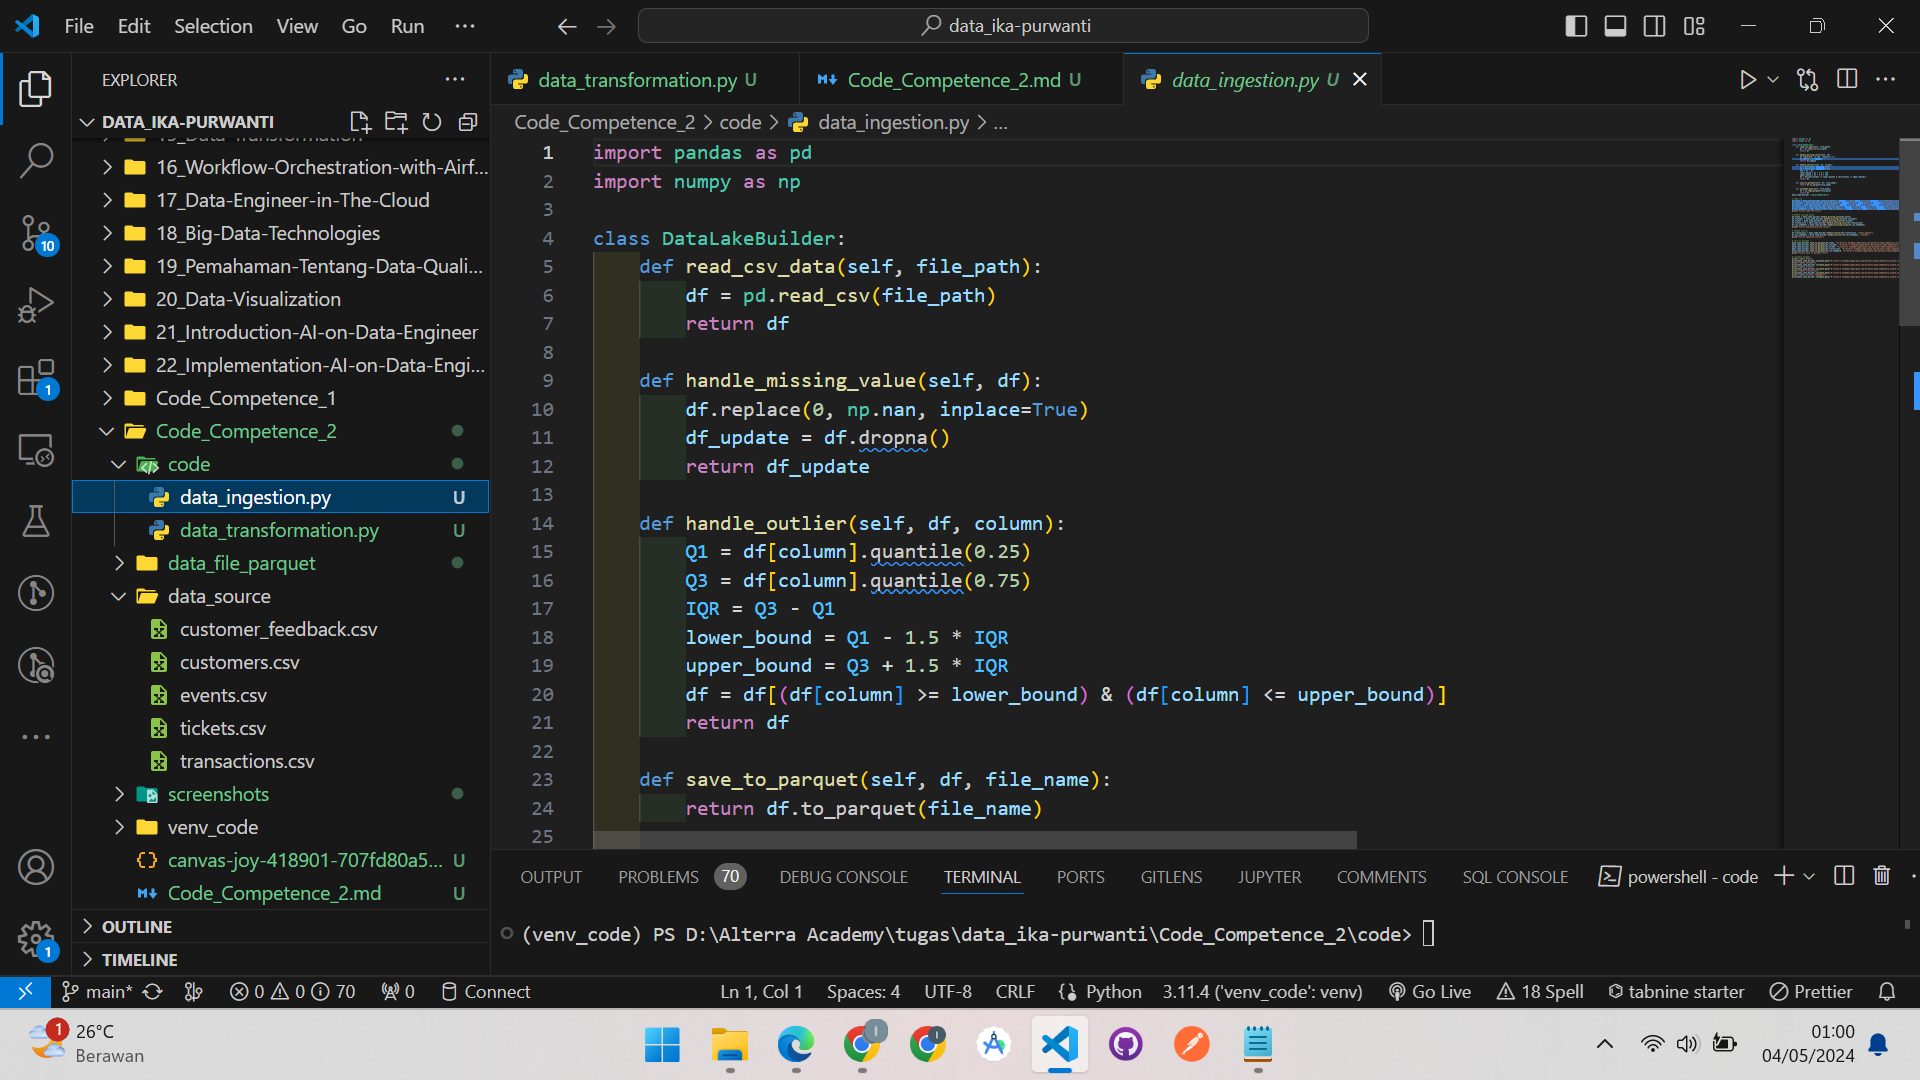 File Edit Selection View Go Run ···
data_ika-purwanti
EXPLORER
DATA_IKA-PURWANTI
15_Data-Transformation
16_Workflow-Orchestration-with-Airf...
17_Data-Engineer-in-The-Cloud
18_Big-Data-Technologies
19_Pemahaman-Tentang-Data-Quali...
20_Data-Visualization
21_Introduction-AI-on-Data-Engineer
22_Implementation-AI-on-Data-Engi...
Code_Competence_1
Code_Competence_2
code
data_ingestion.py U
data_transformation.py U
data_file_parquet
data_source
customer_feedback.csv
customers.csv
events.csv
tickets.csv
transactions.csv
screenshots
venv_code
canvas-joy-418901-707fd80a5... U
Code_Competence_2.md U
OUTLINE
TIMELINE
10
1
1
data_transformation.py U
Code_Competence_2.md U
data_ingestion.py U
Code_Competence_2 > code > data_ingestion.py > ...
1 import pandas as pd
2 import numpy as np
3
4 class DataLakeBuilder:
5 def read_csv_data(self, file_path):
6 df = pd.read_csv(file_path)
7 return df
8
9 def handle_missing_value(self, df):
10 df.replace(0, np.nan, inplace=True)
11 df_update = df.dropna()
12 return df_update
13
14 def handle_outlier(self, df, column):
15 Q1 = df[column].quantile(0.25)
16 Q3 = df[column].quantile(0.75)
17 IQR = Q3 - Q1
18 lower_bound = Q1 - 1.5 * IQR
19 upper_bound = Q3 + 1.5 * IQR
20 df = df[(df[column] >= lower_bound) & (df[column] <= upper_bound)]
21 return df
22
23 def save_to_parquet(self, df, file_name):
24 return df.to_parquet(file_name)
25
OUTPUT PROBLEMS 70 DEBUG CONSOLE TERMINAL PORTS GITLENS JUPYTER COMMENTS SQL CONSOLE powershell - code
(venv_code) PS D:\Alterra Academy\tugas\data_ika-purwanti\Code_Competence_2\code>
main* 0 0 70 0 Connect Ln 1, Col 1 Spaces: 4 UTF-8 CRLF Python 3.11.4 ('venv_code': venv) Go Live 18 Spell tabnine starter Prettier
1 26°C
Berawan
01:00
04/05/2024